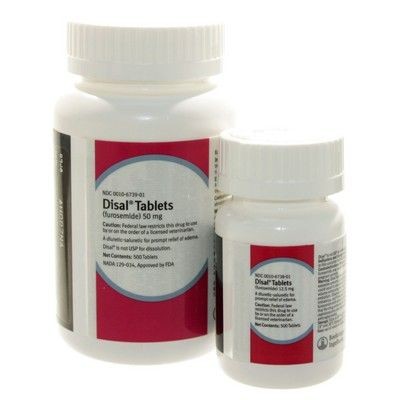 NDC 0010-6739-01
Disal® Tablets
(furosemide) 50 mg
Caution: Federal law restricts this drug to use
by or on the order of a licensed veterinarian.
A diuretic-saluretic for prompt relief of edema.
Disal® is not USP for dissolution.
Net Contents: 500 Tablets
NADA 129-034, Approved by FDA
NDC 0010-6738-01
Disal® Tablets
(furosemide) 12.5 mg
A diuretic-saluretic for
prompt relief of edema.
Caution: Federal law
restricts this drug to use
by or on the order of a
licensed veterinarian.
Net Contents: 500 Tablets